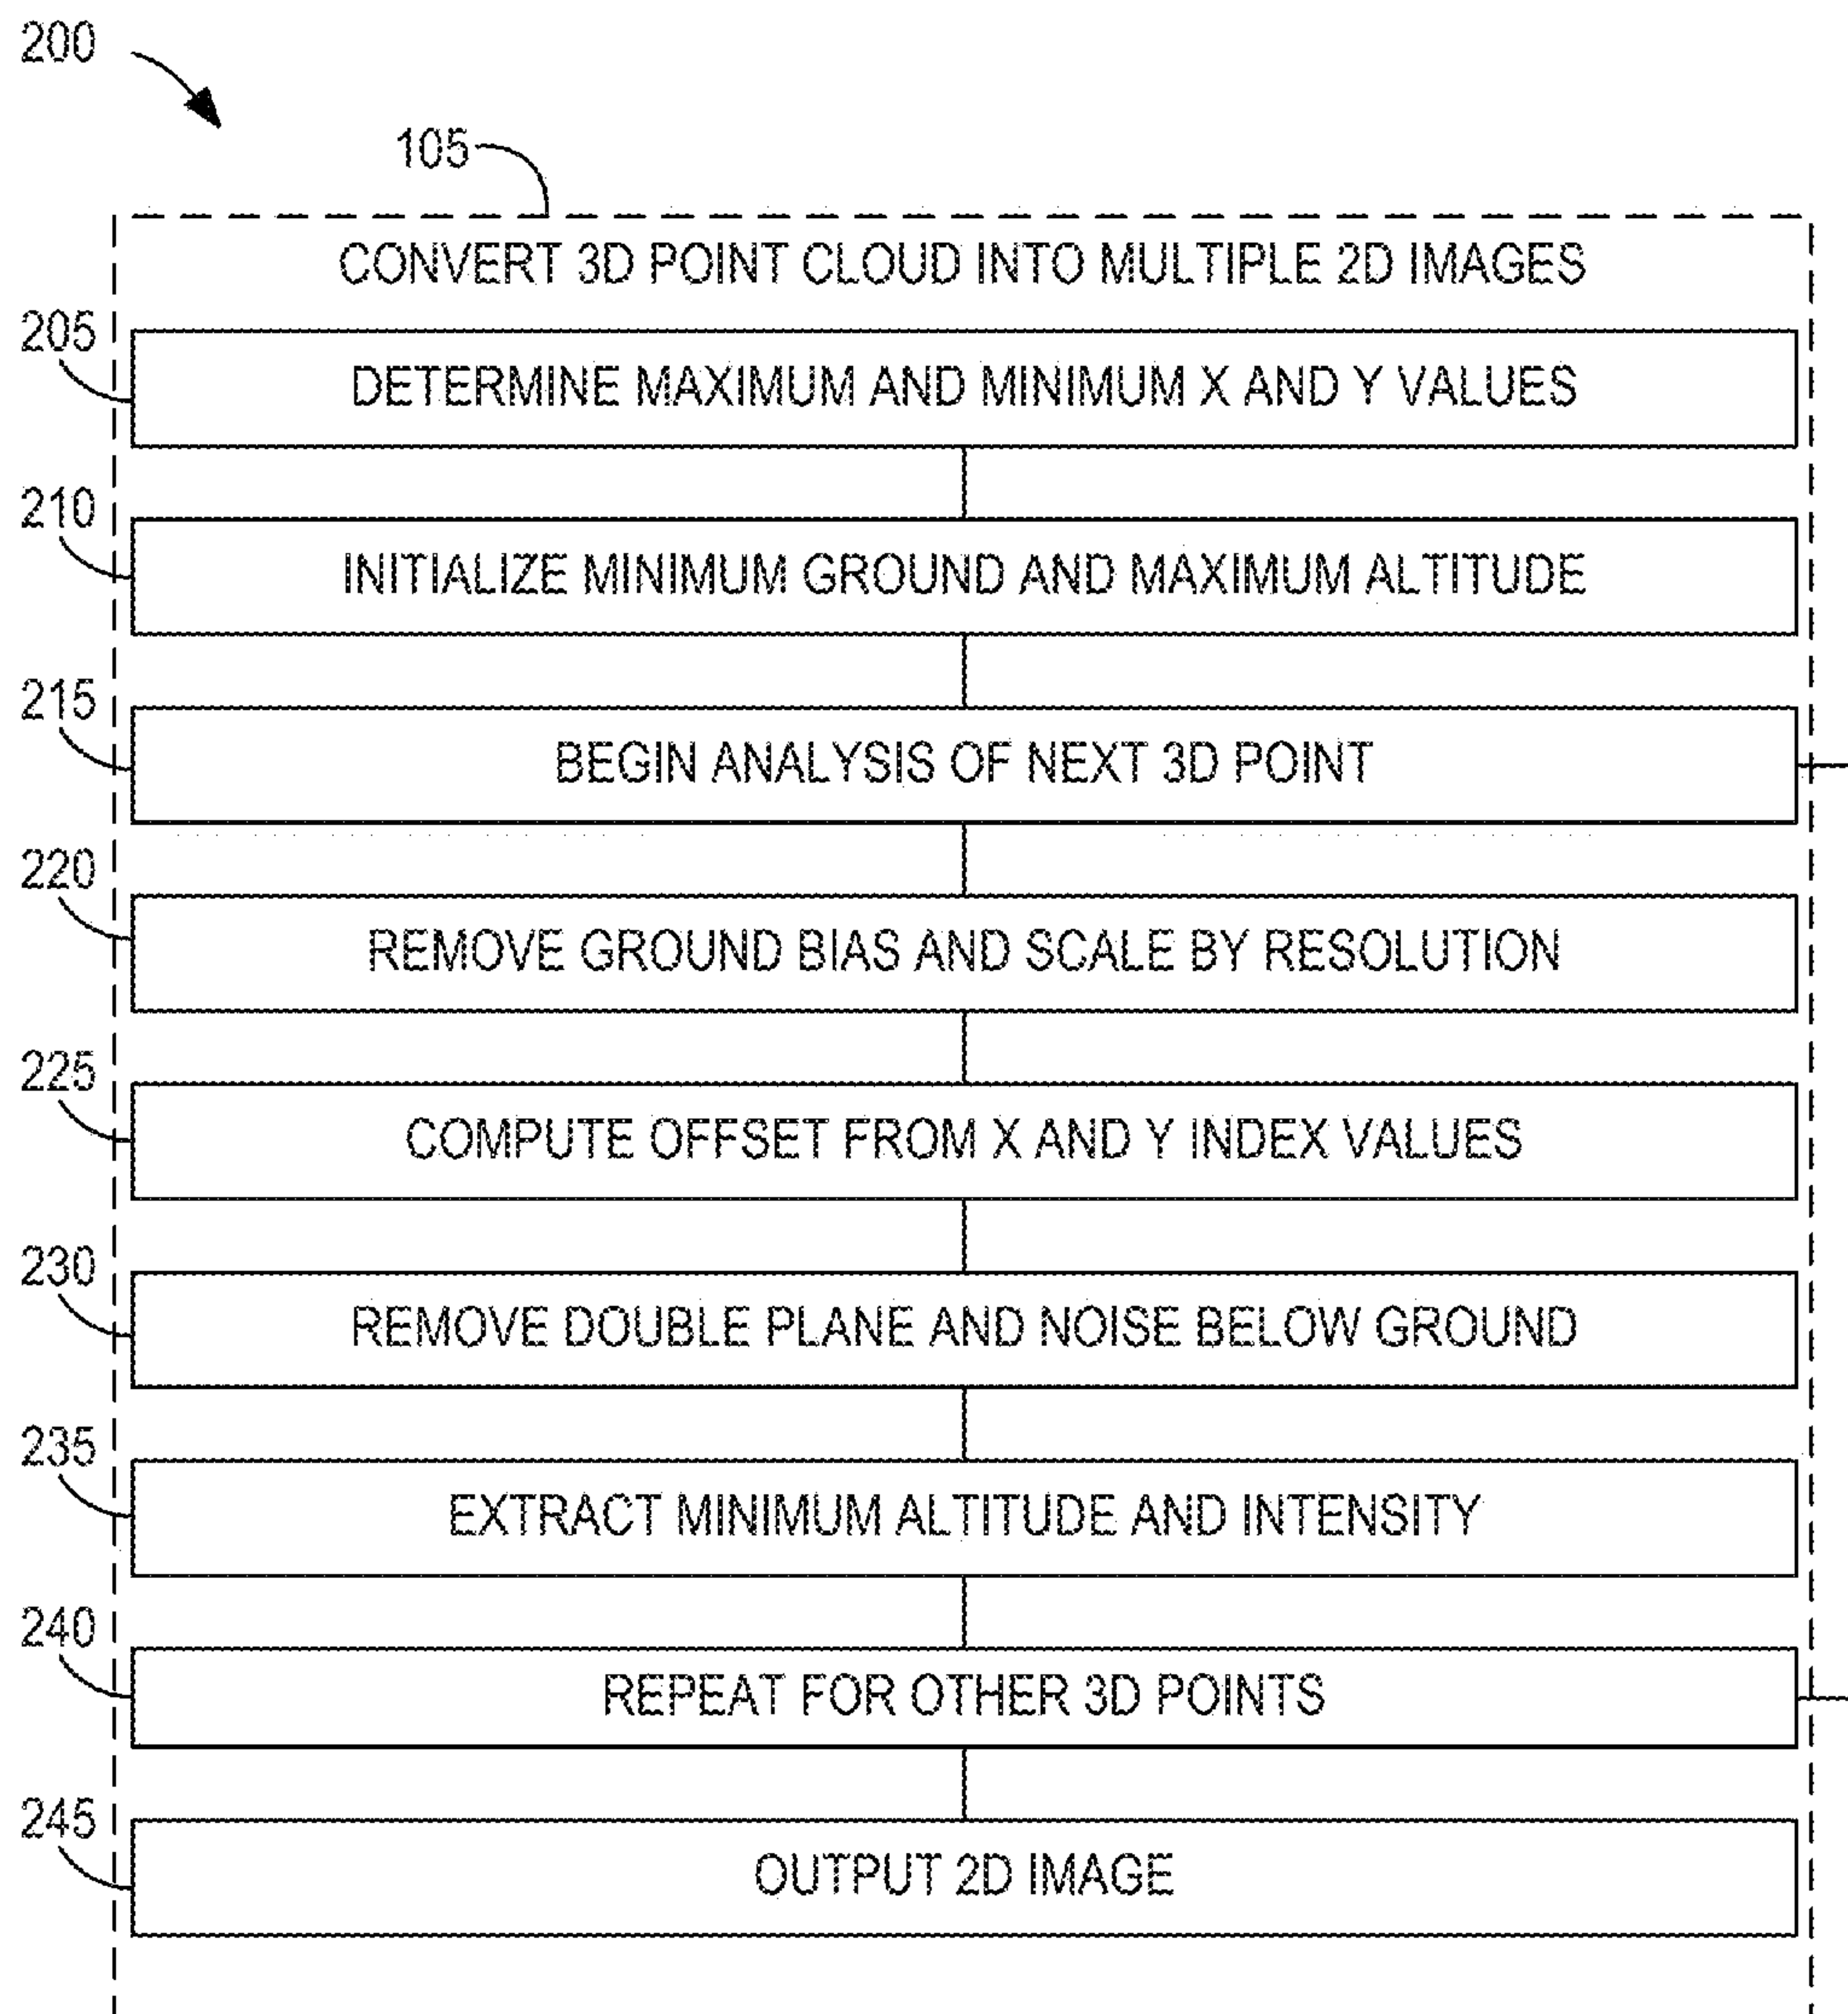 200
105
CONVERT 3D POINT CLOUD INTO MULTIPLE 2D IMAGES
205
DETERMINE MAXIMUM AND MINIMUM X AND Y VALUES
210
INITIALIZE MINIMUM GROUND AND MAXIMUM ALTITUDE
215
BEGIN ANALYSIS OF NEXT 3D POINT
220
REMOVE GROUND BIAS AND SCALE BY RESOLUTION
225
COMPUTE OFFSET FROM X AND Y INDEX VALUES
230
REMOVE DOUBLE PLANE AND NOISE BELOW GROUND
235
EXTRACT MINIMUM ALTITUDE AND INTENSITY
240
REPEAT FOR OTHER 3D POINTS
245
OUTPUT 2D IMAGE